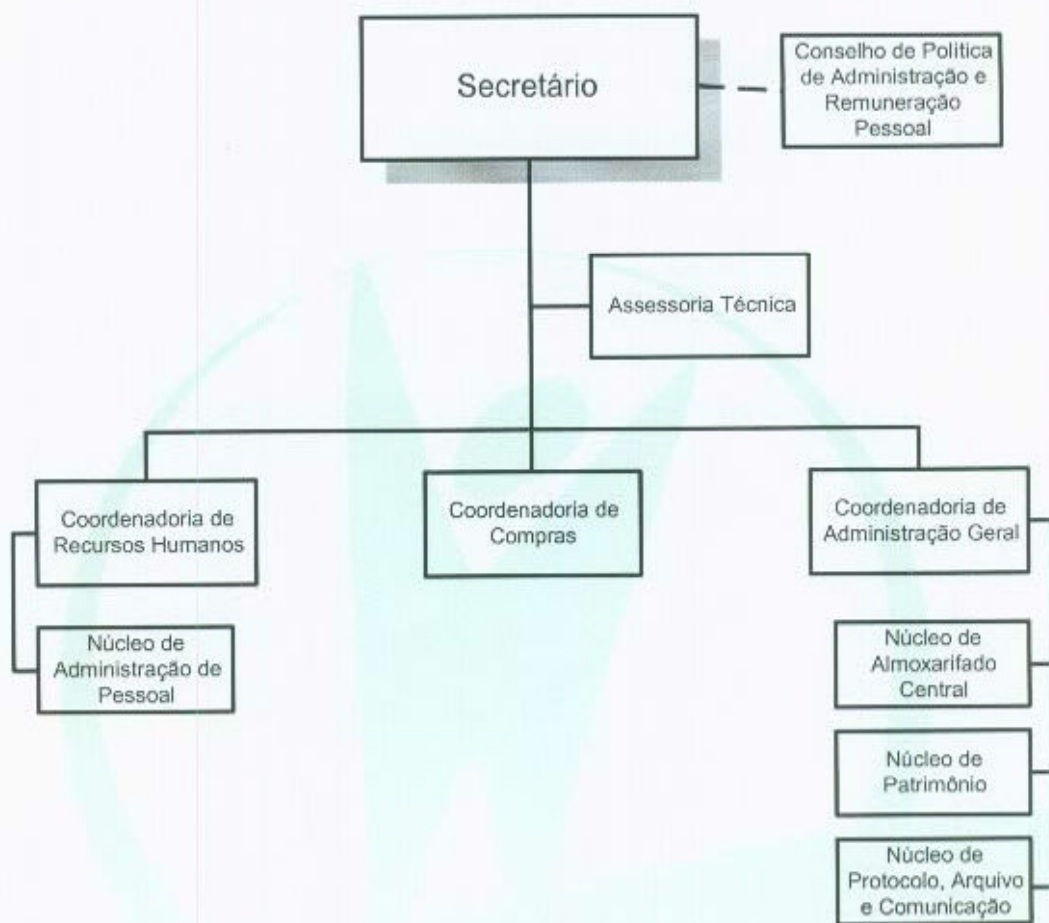 Secretário
Conselho de Política
de Administração e
Remuneração
Pessoal
Assessoria Técnica
Coordenadoria de
Recursos Humanos
Coordenadoria de
Compras
Coordenadoria de
Administração Geral
Núcleo de
Administração de
Pessoal
Núcleo de
Almoxarifado
Central
Núcleo de
Patrimônio
Núcleo de
Protocolo, Arquivo
e Comunicação